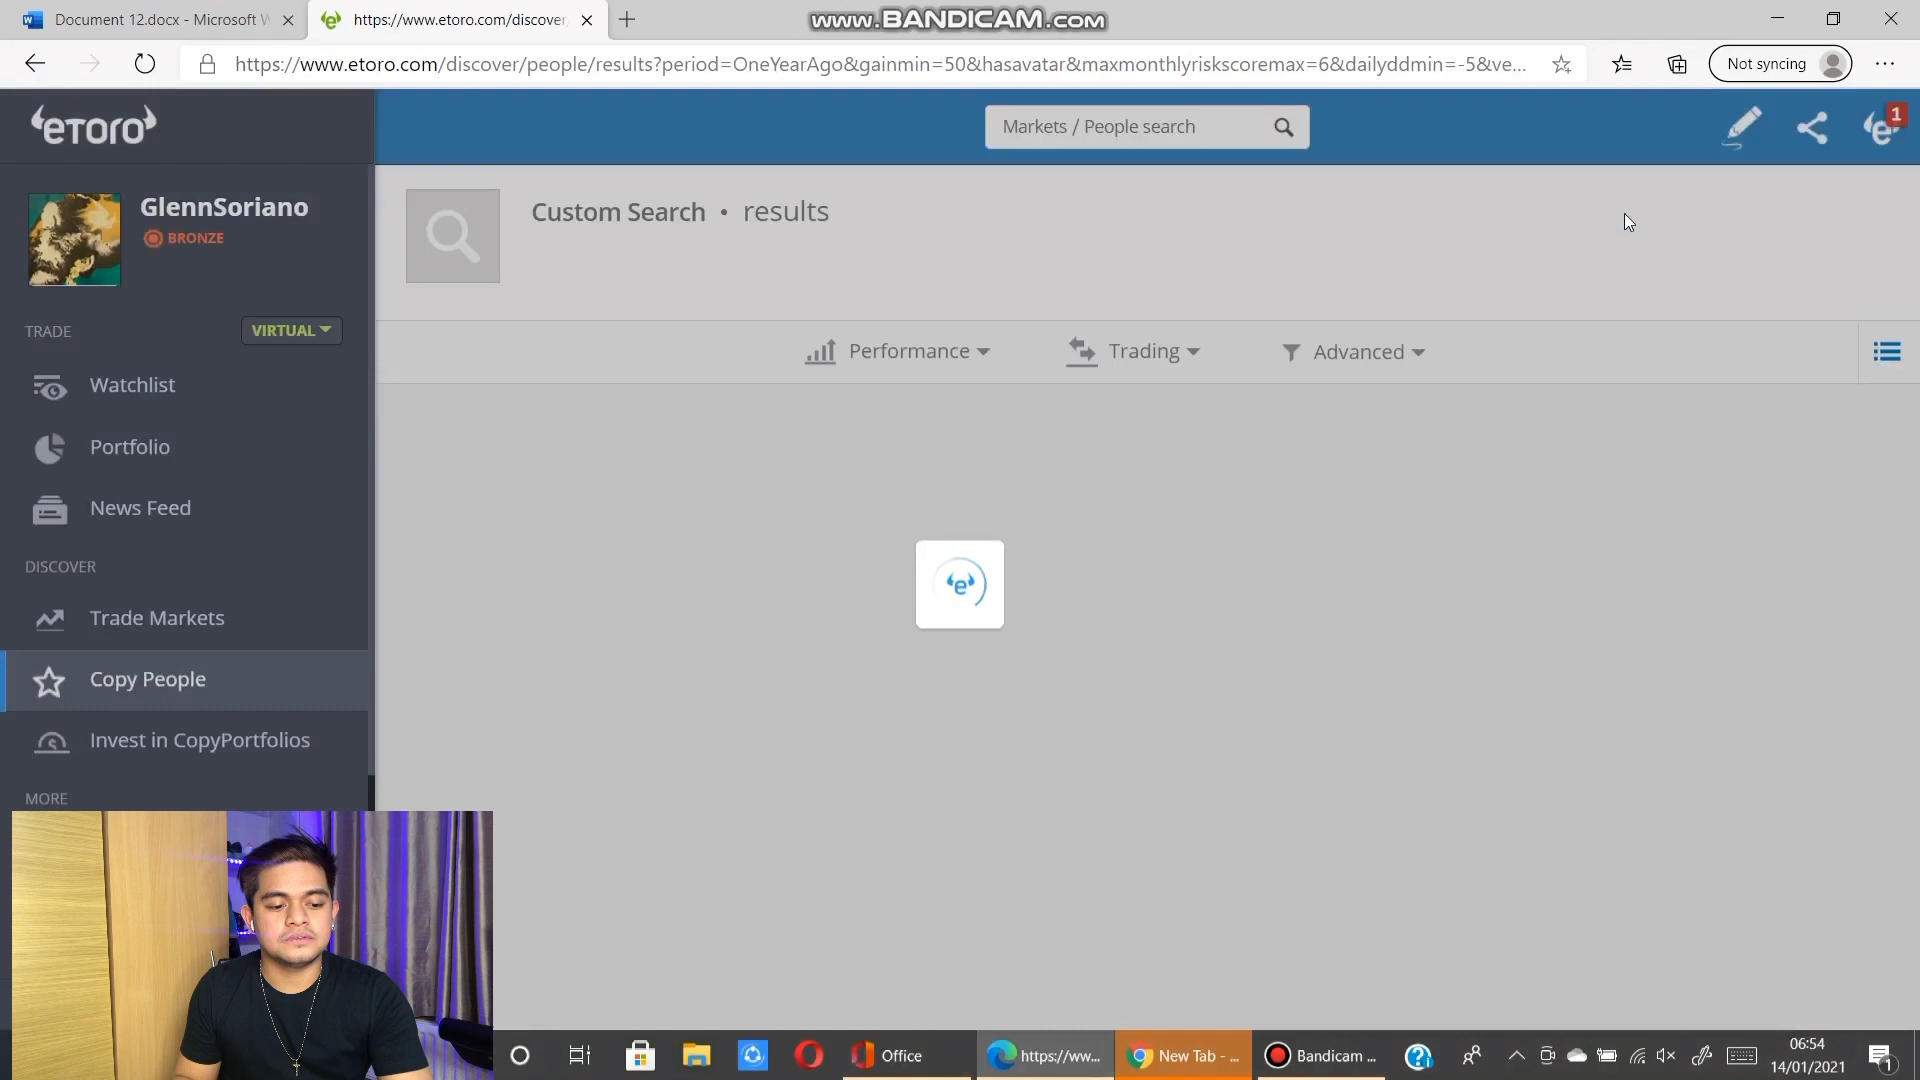 Document 12.docx - Microsoft W
https://www.etoro.com/discover
www.BANDICAM.com
https://www.etoro.com/discover/people/results?period=OneYearAgo&gainmin=50&hasavatar&maxmonthlyriskscoremax=6&dailyddmin=-5&ve...
Not syncing
eTORO
Markets / People search
1
GlennSoriano
BRONZE
Custom Search • results
TRADE
VIRTUAL
Performance
Trading
Advanced
Watchlist
Portfolio
News Feed
DISCOVER
Trade Markets
Copy People
Invest in CopyPortfolios
MORE
Office
https://ww...
New Tab - ...
Bandicam ...
06:54
14/01/2021
1